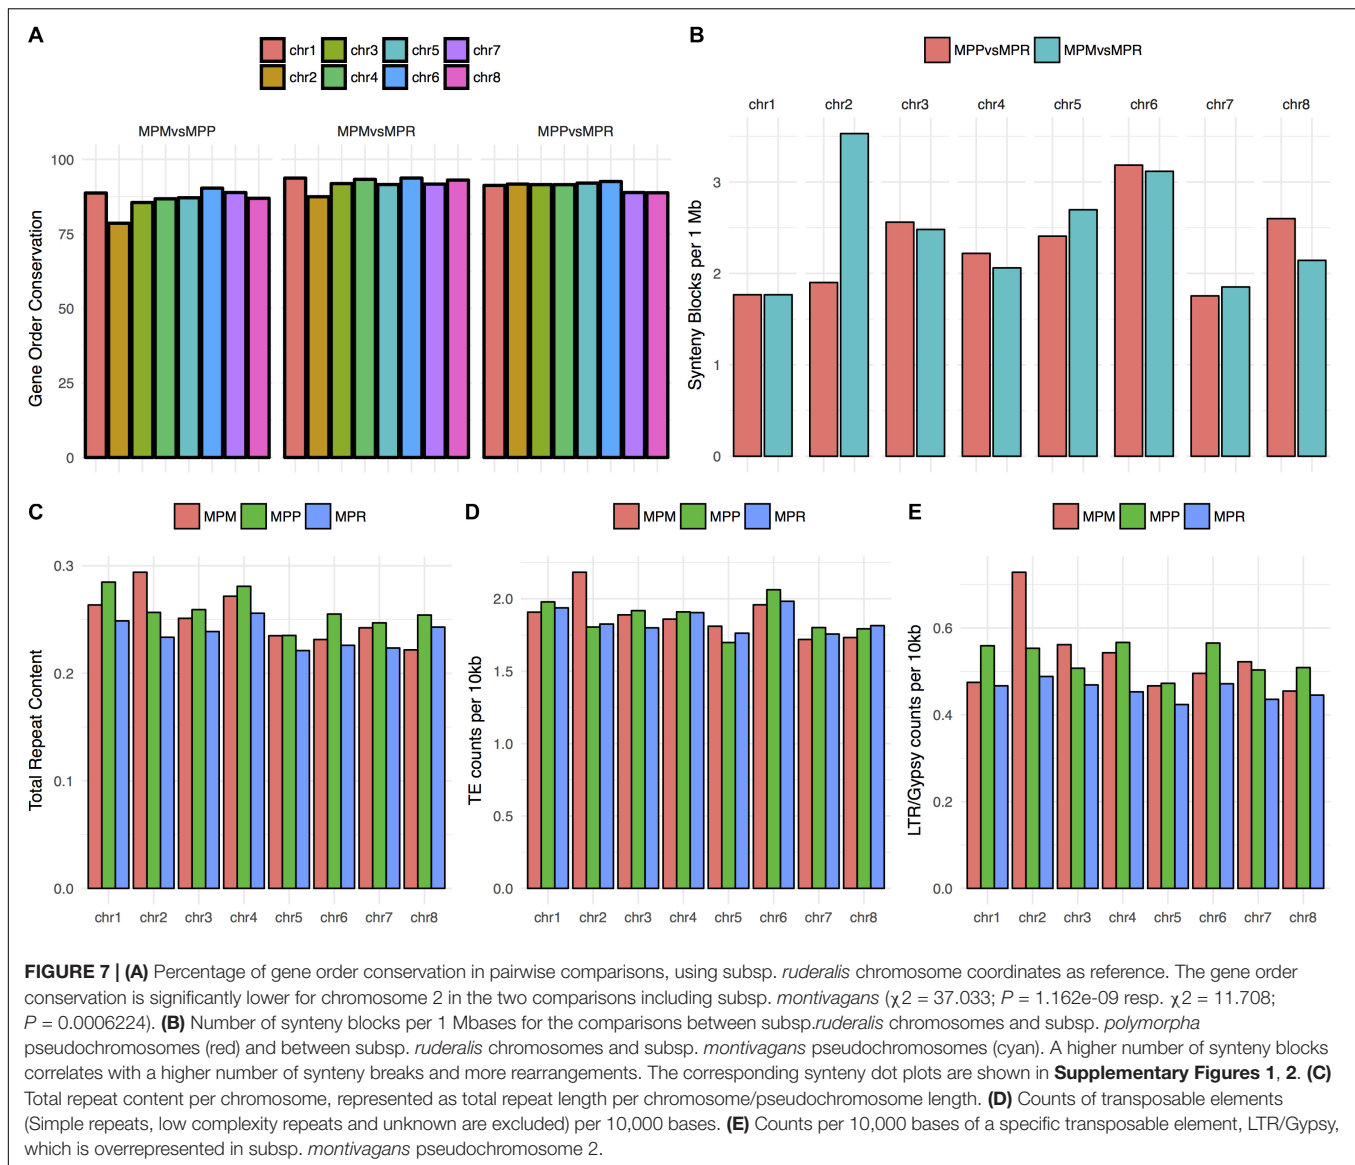 A
chr1 chr3 chr5 chr7
chr2 chr4 chr6 chr8
MPMvsMPP MPMvsMPR MPPvsMPR
Gene Order Conservation
100
75
50
25
0
B
MPPvsMPR MPMvsMPR
chr1 chr2 chr3 chr4 chr5 chr6 chr7 chr8
Synteny Blocks per 1 Mb
3
2
1
0
C
MPM MPP MPR
Total Repeat Content
0.3
0.2
0.1
0.0
chr1 chr2 chr3 chr4 chr5 chr6 chr7 chr8
D
MPM MPP MPR
TE counts per 10kb
2.0
1.5
1.0
0.5
0.0
chr1 chr2 chr3 chr4 chr5 chr6 chr7 chr8
E
MPM MPP MPR
LTR/Gypsy counts per 10kb
0.6
0.4
0.2
0.0
chr1 chr2 chr3 chr4 chr5 chr6 chr7 chr8
FIGURE 7 | (A) Percentage of gene order conservation in pairwise comparisons, using subsp. ruderalis chromosome coordinates as reference. The gene order
conservation is significantly lower for chromosome 2 in the two comparisons including subsp. montivagans (χ2 = 37.033; P = 1.162e-09 resp. χ2 = 11.708;
P = 0.0006224). (B) Number of synteny blocks per 1 Mbases for the comparisons between subsp.ruderalis chromosomes and subsp. polymorpha
pseudochromosomes (red) and between subsp. ruderalis chromosomes and subsp. montivagans pseudochromosomes (cyan). A higher number of synteny blocks
correlates with a higher number of synteny breaks and more rearrangements. The corresponding synteny dot plots are shown in Supplementary Figures 1, 2. (C)
Total repeat content per chromosome, represented as total repeat length per chromosome/pseudochromosome length. (D) Counts of transposable elements
(Simple repeats, low complexity repeats and unknown are excluded) per 10,000 bases. (E) Counts per 10,000 bases of a specific transposable element, LTR/Gypsy,
which is overrepresented in subsp. montivagans pseudochromosome 2.